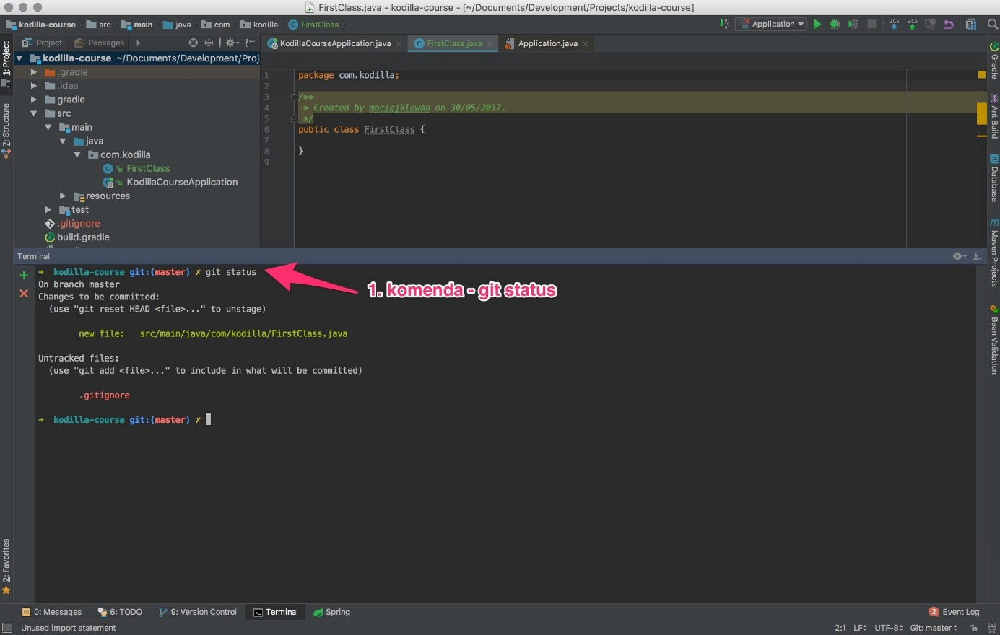 FirstClass.java - kodilla-course - [~/Documents/Development/Projects/kodilla-course]
kodilla-course src main java com kodilla FirstClass
Application
VCS VCS
1: Project
Project Packages
KodillaCourseApplication.java FirstClass.java Application.java
kodilla-course ~/Documents/Development/Proj
.gradle
.idea
gradle
src
main
java
com.kodilla
FirstClass
KodillaCourseApplication
resources
test
.gitignore
build.gradle
Z: Structure
2: Favorites
1 package com.kodilla;
2
3 /**
4 * Created by maciejklowan on 30/05/2017.
5 */
6 public class FirstClass {
7
8 }
9
Gradle
Ant Build
Database
m Maven Projects
Bean Validation
Terminal
➜ kodilla-course git:(master) ✗ git status
1. komenda - git status
On branch master
Changes to be committed:
(use "git reset HEAD <file>..." to unstage)
new file: src/main/java/com/kodilla/FirstClass.java
Untracked files:
(use "git add <file>..." to include in what will be committed)
.gitignore
➜ kodilla-course git:(master) ✗
0: Messages 6: TODO 9: Version Control Terminal Spring 2 Event Log
Unused import statement 2:1 LF UTF-8 Git: master